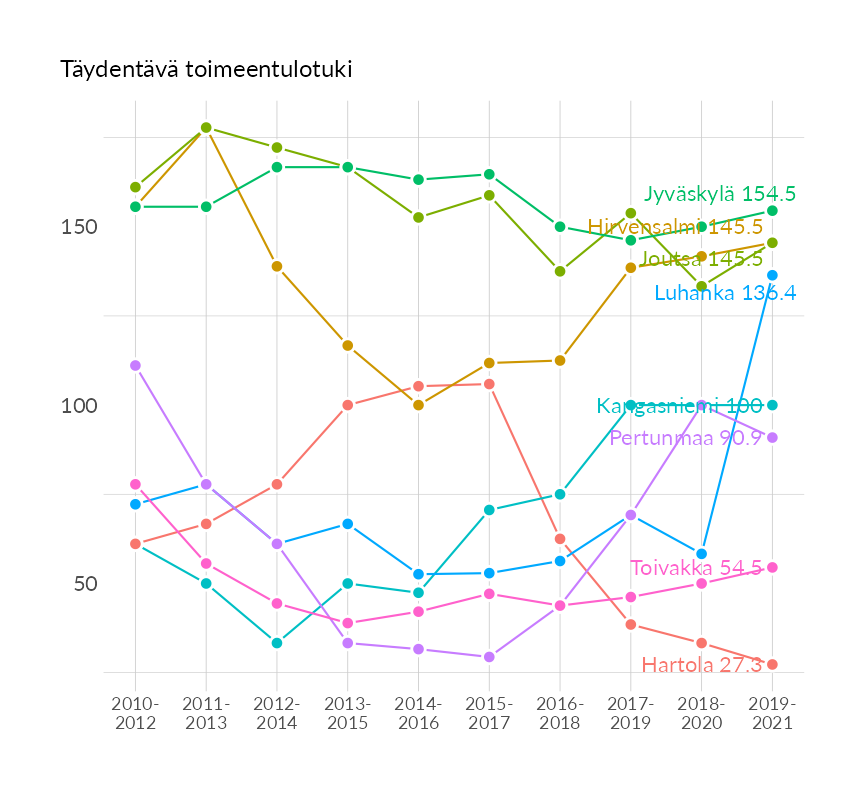 Täydentävä toimeentulotuki
Jyväskylä 154.5
150
Hirvensalmi 145.5
Joutsa 145.5
Luhanka 136.4
100
Kangasniemi 100
Pertunmaa 90.9
Toivakka 54.5
50
Hartola 27.3
2010- 2011- 2012- 2013- 2014- 2015- 2016- 2017- 2018- 2019-
2012 2013 2014 2015 2016 2017 2018 2019 2020 2021